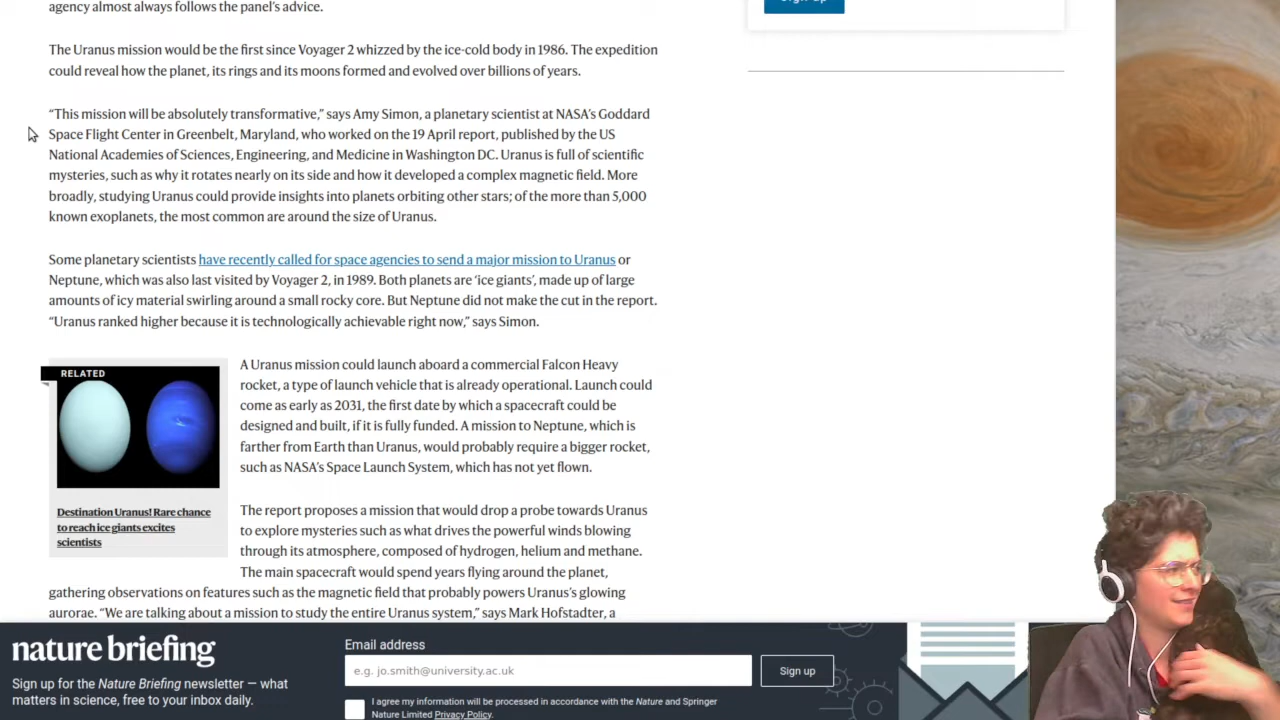 agency almost always follows the panel's advice.
The Uranus mission would be the first since Voyager 2 whizzed by the ice-cold body in 1986. The expedition
could reveal how the planet, its rings and its moons formed and evolved over billions of years.
“This mission will be absolutely transformative,” says Amy Simon, a planetary scientist at NASA’s Goddard
Space Flight Center in Greenbelt, Maryland, who worked on the 19 April report, published by the US
National Academies of Sciences, Engineering, and Medicine in Washington DC. Uranus is full of scientific
mysteries, such as why it rotates nearly on its side and how it developed a complex magnetic field. More
broadly, studying Uranus could provide insights into planets orbiting other stars; of the more than 5,000
known exoplanets, the most common are around the size of Uranus.
Some planetary scientists have recently called for space agencies to send a major mission to Uranus or
Neptune, which was also last visited by Voyager 2, in 1989. Both planets are ‘ice giants’, made up of large
amounts of icy material swirling around a small rocky core. But Neptune did not make the cut in the report.
“Uranus ranked higher because it is technologically achievable right now,” says Simon.
RELATED
Destination Uranus! Rare chance
to reach ice giants excites
scientists
A Uranus mission could launch aboard a commercial Falcon Heavy
rocket, a type of launch vehicle that is already operational. Launch could
come as early as 2031, the first date by which a spacecraft could be
designed and built, if it is fully funded. A mission to Neptune, which is
farther from Earth than Uranus, would probably require a bigger rocket,
such as NASA’s Space Launch System, which has not yet flown.
The report proposes a mission that would drop a probe towards Uranus
to explore mysteries such as what drives the powerful winds blowing
through its atmosphere, composed of hydrogen, helium and methane.
The main spacecraft would spend years flying around the planet,
gathering observations on features such as the magnetic field that probably powers Uranus’s glowing
aurorae. “We are talking about a mission to study the entire Uranus system,” says Mark Hofstadter, a
nature briefing
Sign up for the Nature Briefing newsletter — what
matters in science, free to your inbox daily.
Email address
e.g. jo.smith@university.ac.uk
Sign up
I agree my information will be processed in accordance with the Nature and Springer
Nature Limited Privacy Policy.